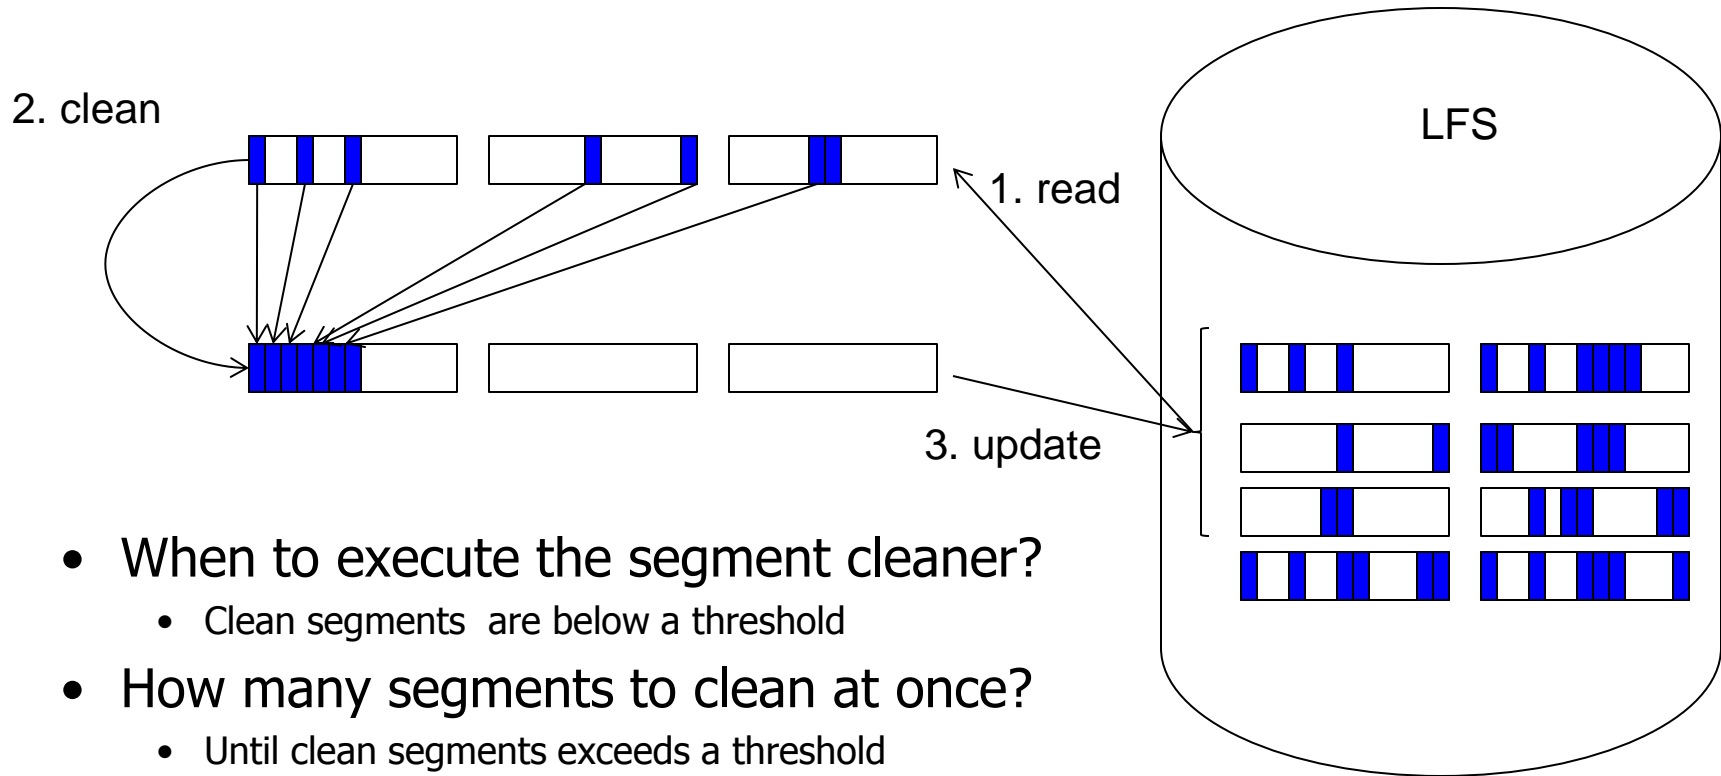 2. clean
LFS
1. read
3. update
• When to execute the segment cleaner?
• Clean segments  are below a threshold
• How many segments to clean at once?
• Until clean segments exceeds a threshold